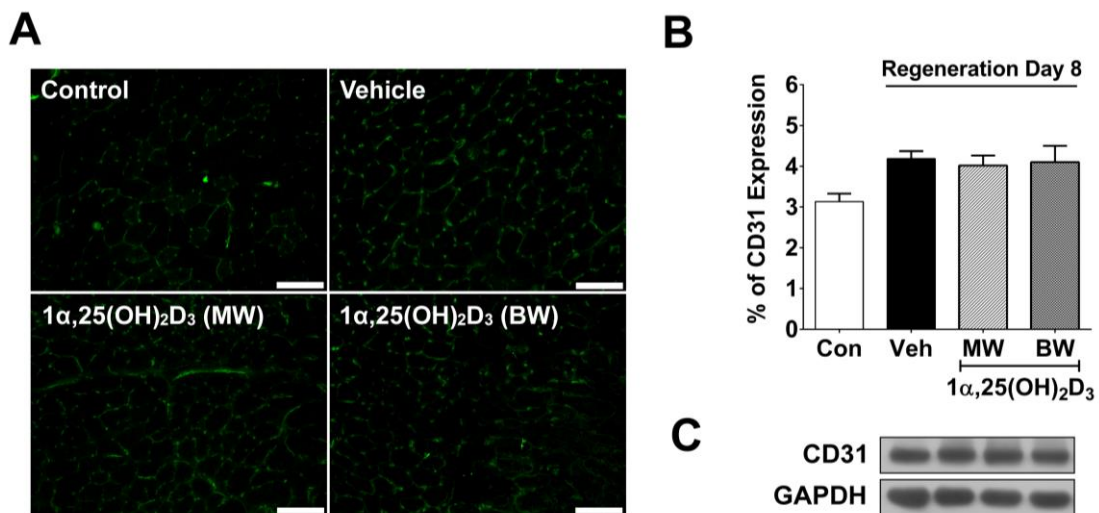 A
Control
Vehicle
1α,25(OH)₂D₃ (MW)
1α,25(OH)₂D₃ (BW)
B
Regeneration Day 8
% of CD31 Expression
6
5
4
3
2
1
0
Con Veh MW BW
1α,25(OH)₂D₃
C
CD31
GAPDH